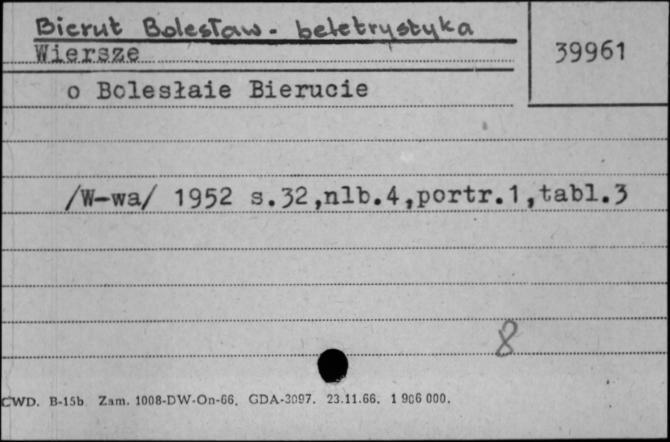 Bierut Bolesław - beletrystyka
Wiersze
39961
o Bolesłaie Bierucie
/W-wa/ 1952 s.32,nlb.4,portr.1,tabl.3
8
CWD. B-15b. Zam. 1008-DW-On-66. GDA-3097. 23.11.66. 1 906 000.